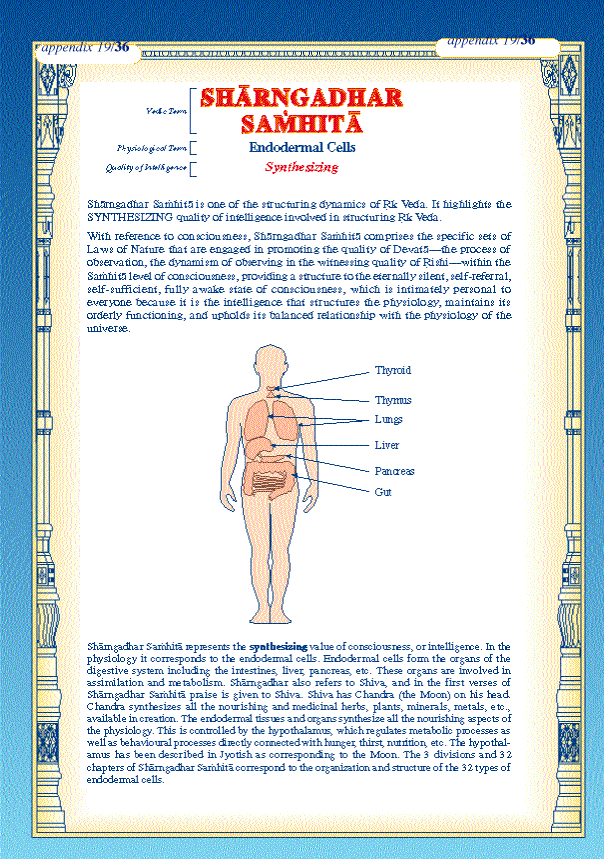 appendix 19/36
appendix 19/36
Vedic Term
SHĀRNGADHAR
SAṀHITĀ
Physiological Term
Endodermal Cells
Quality of Intelligence
Synthesizing
Shārngadhar Saṁhitā is one of the structuring dynamics of Ṛk Veda. It highlights the
SYNTHESIZING quality of intelligence involved in structuring Ṛk Veda.
With reference to consciousness, Shārngadhar Saṁhitā comprises the specific sets of
Laws of Nature that are engaged in promoting the quality of Devatā—the process of
observation, the dynamism of observing in the witnessing quality of Ṛishi—within the
Saṁhitā level of consciousness, providing a structure to the eternally silent, self-referral,
self-sufficient, fully awake state of consciousness, which is intimately personal to
everyone because it is the intelligence that structures the physiology, maintains its
orderly functioning, and upholds its balanced relationship with the physiology of the
universe.
Thyroid
Thymus
Lungs
Liver
Pancreas
Gut
Shārngadhar Saṁhitā represents the synthesizing value of consciousness, or intelligence. In the
physiology it corresponds to the endodermal cells. Endodermal cells form the organs of the
digestive system including the intestines, liver, pancreas, etc. These organs are involved in
assimilation and metabolism. Shārngadhar also refers to Shiva, and in the first verses of
Shārngadhar Saṁhitā praise is given to Shiva. Shiva has Chandra (the Moon) on his head.
Chandra synthesizes all the nourishing and medicinal herbs, plants, minerals, metals, etc.,
available in creation. The endodermal tissues and organs synthesize all the nourishing aspects of
the physiology. This is controlled by the hypothalamus, which regulates metabolic processes as
well as behavioural processes directly connected with hunger, thirst, nutrition, etc. The hypothal-
amus has been described in Jyotish as corresponding to the Moon. The 3 divisions and 32
chapters of Shārngadhar Saṁhitā correspond to the organization and structure of the 32 types of
endodermal cells.